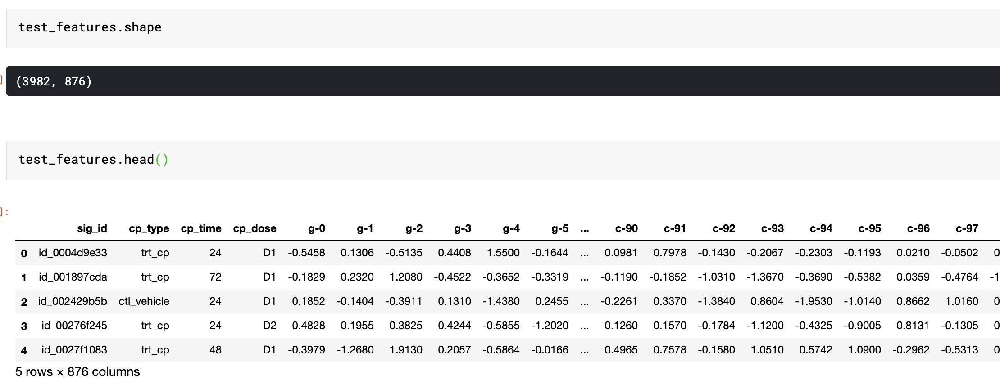 test_features.shape
]
(3982, 876)
test_features.head()
]:
sig_id cp_type cp_time cp_dose g-0 g-1 g-2 g-3 g-4 g-5 ... c-90 c-91 c-92 c-93 c-94 c-95 c-96 c-97
0 id_0004d9e33 trt_cp 24 D1 -0.5458 0.1306 -0.5135 0.4408 1.5500 -0.1644 ... 0.0981 0.7978 -0.1430 -0.2067 -0.2303 -0.1193 0.0210 -0.0502 0
1 id_001897cda trt_cp 72 D1 -0.1829 0.2320 1.2080 -0.4522 -0.3652 -0.3319 ... -0.1190 -0.1852 -1.0310 -1.3670 -0.3690 -0.5382 0.0359 -0.4764 -1
2 id_002429b5b ctl_vehicle 24 D1 0.1852 -0.1404 -0.3911 0.1310 -1.4380 0.2455 ... -0.2261 0.3370 -1.3840 0.8604 -1.9530 -1.0140 0.8662 1.0160 0
3 id_00276f245 trt_cp 24 D2 0.4828 0.1955 0.3825 0.4244 -0.5855 -1.2020 ... 0.1260 0.1570 -0.1784 -1.1200 -0.4325 -0.9005 0.8131 -0.1305 0
4 id_0027f1083 trt_cp 48 D1 -0.3979 -1.2680 1.9130 0.2057 -0.5864 -0.0166 ... 0.4965 0.7578 -0.1580 1.0510 0.5742 1.0900 -0.2962 -0.5313 0
5 rows × 876 columns